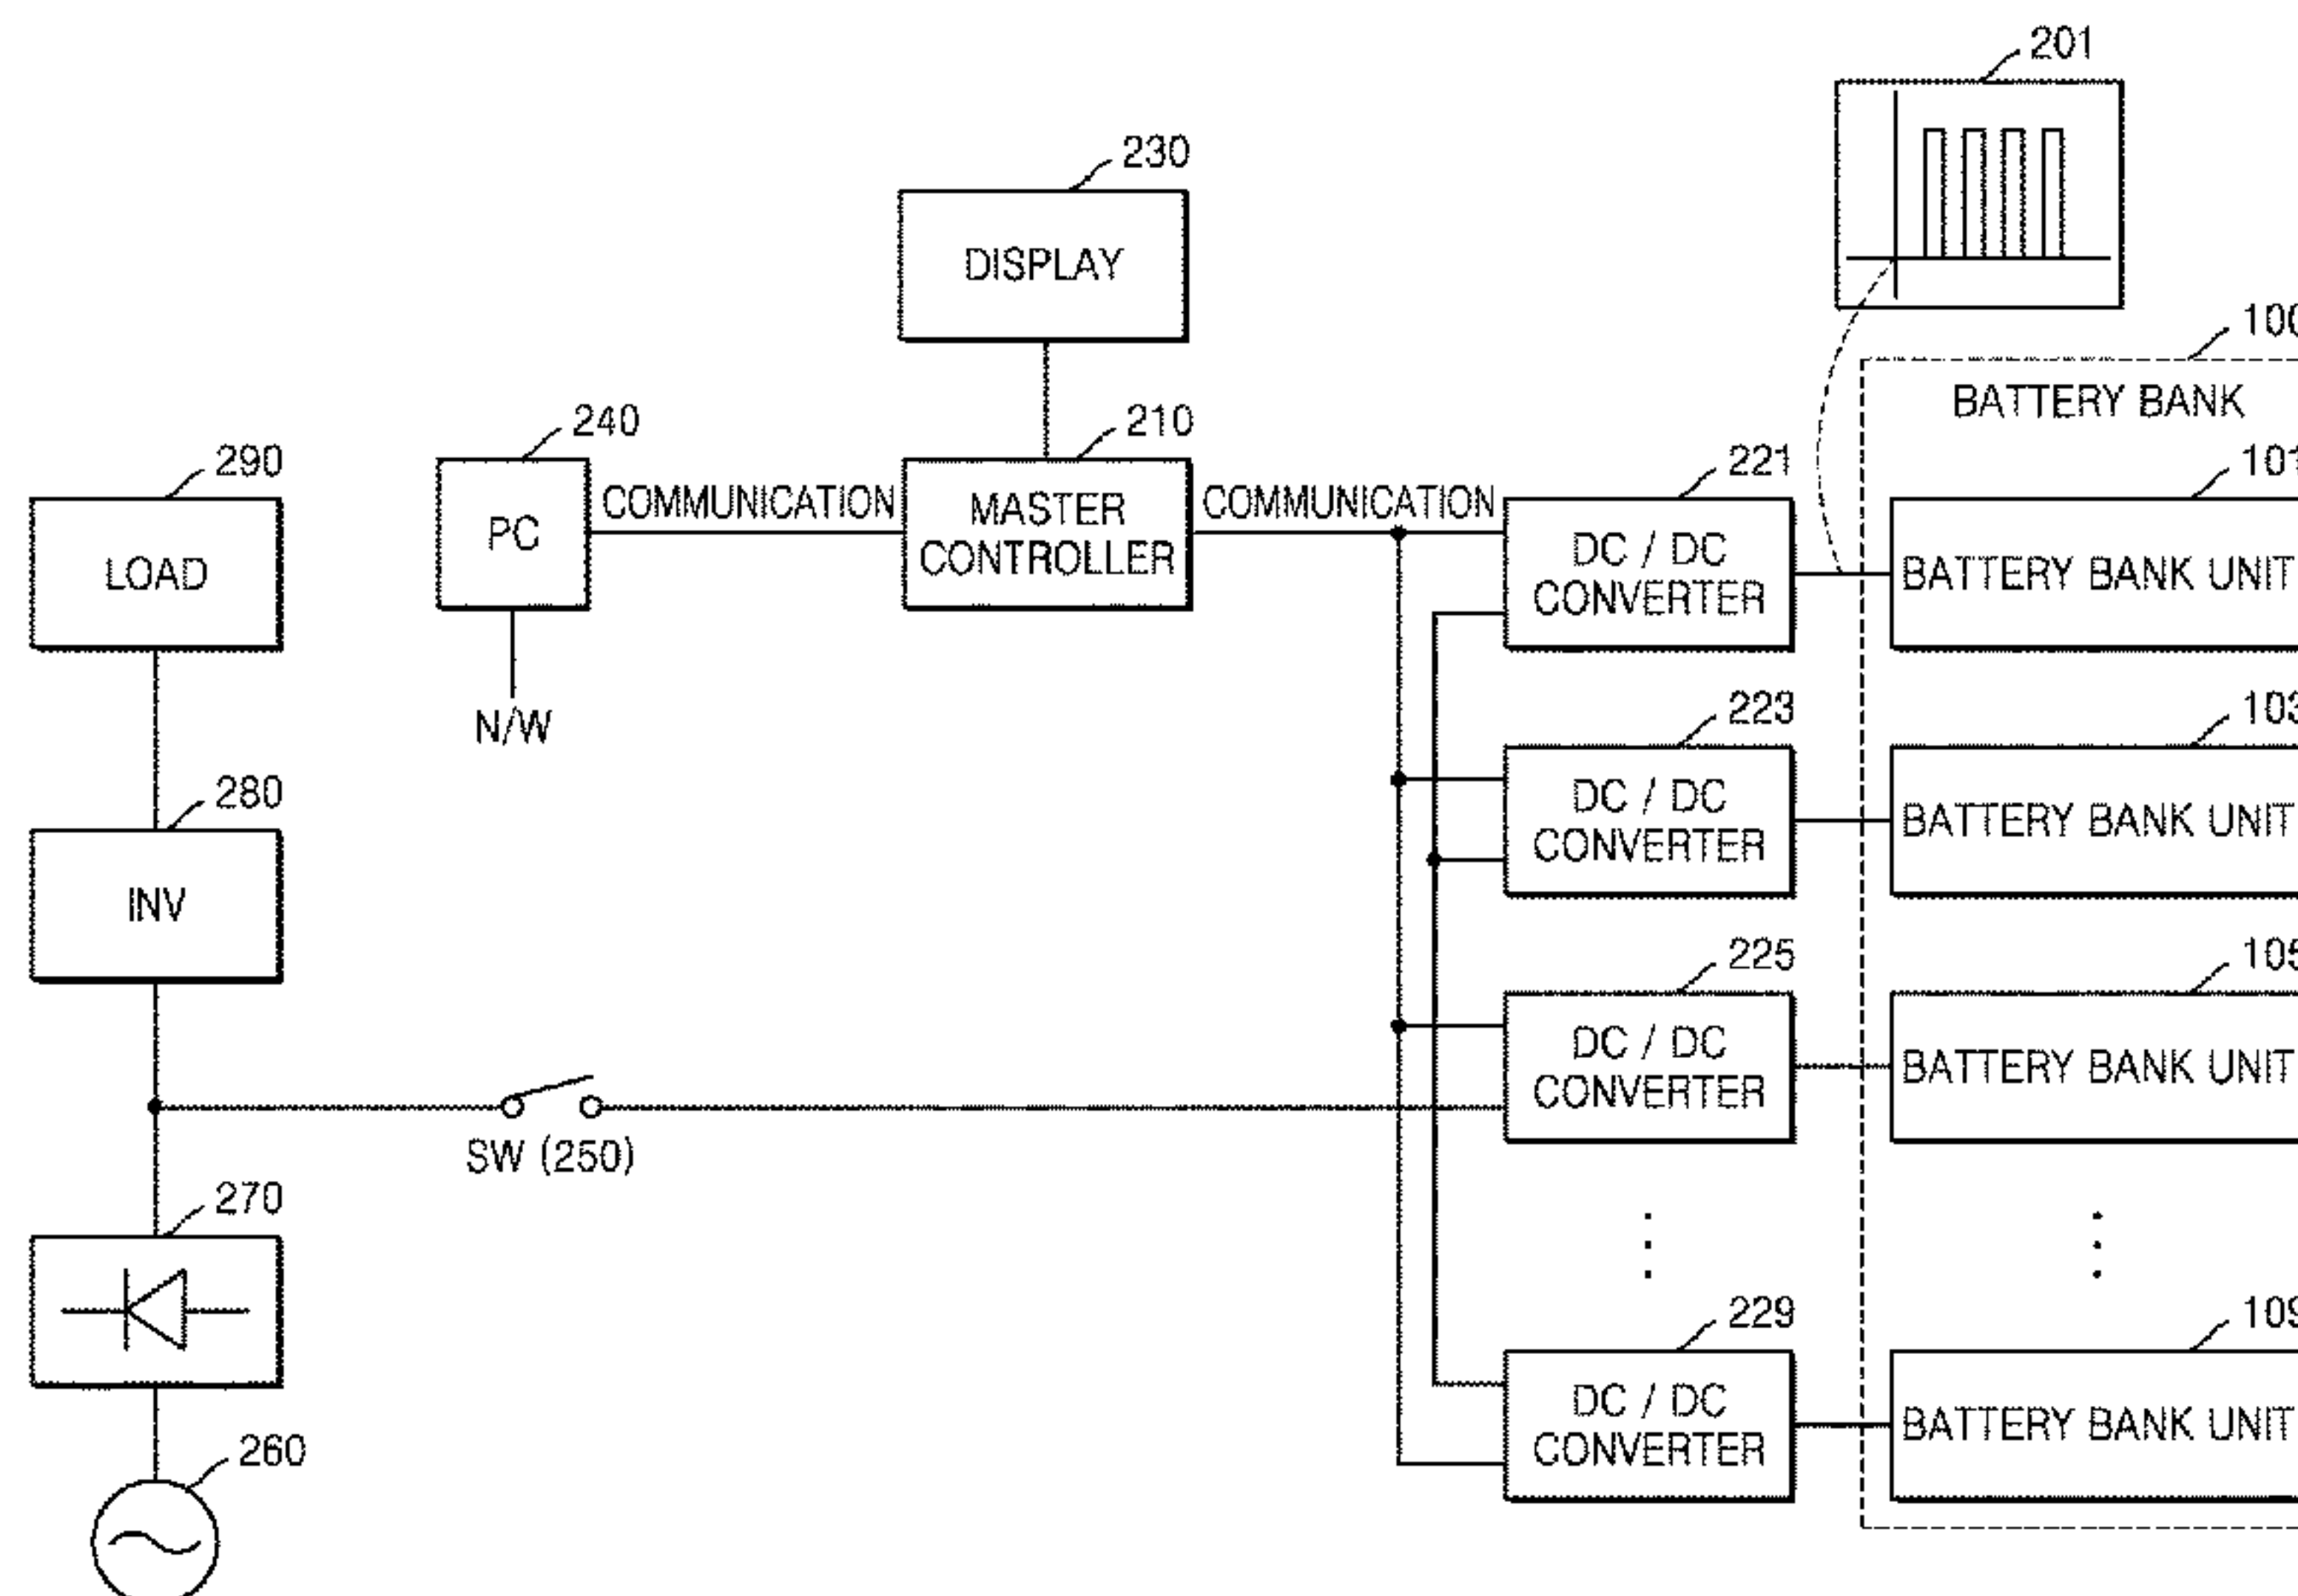 201
230
DISPLAY
100
BATTERY BANK
240
210
290
221
101
PC
COMMUNICATION
MASTER
CONTROLLER
COMMUNICATION
LOAD
DC / DC
CONVERTER
BATTERY BANK UNIT
N/W
223
103
280
DC / DC
CONVERTER
BATTERY BANK UNIT
INV
225
105
DC / DC
CONVERTER
BATTERY BANK UNIT
SW (250)
270
229
109
DC / DC
CONVERTER
BATTERY BANK UNIT
260